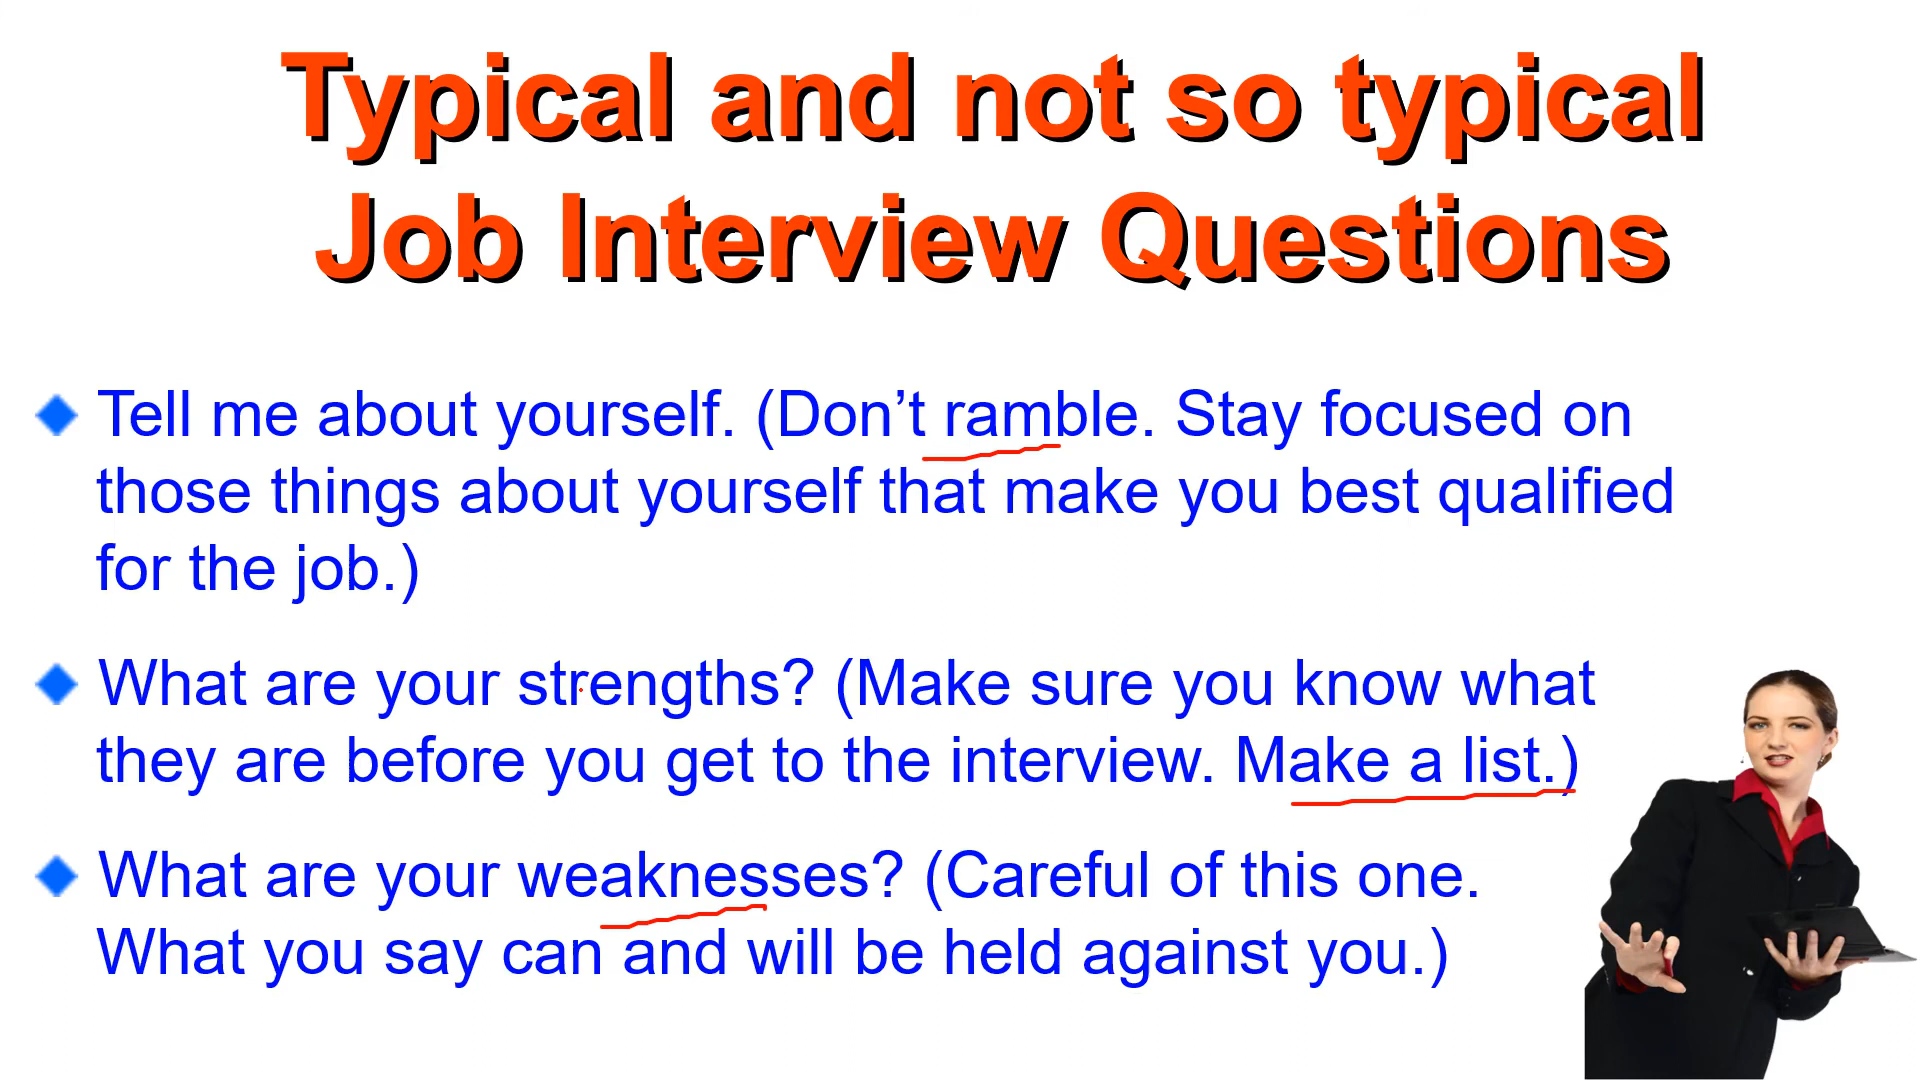 Typical and not so typical
Job Interview Questions
Tell me about yourself. (Don’t ramble. Stay focused on
those things about yourself that make you best qualified
for the job.)
What are your strengths? (Make sure you know what
they are before you get to the interview. Make a list.)
What are your weaknesses? (Careful of this one.
What you say can and will be held against you.)